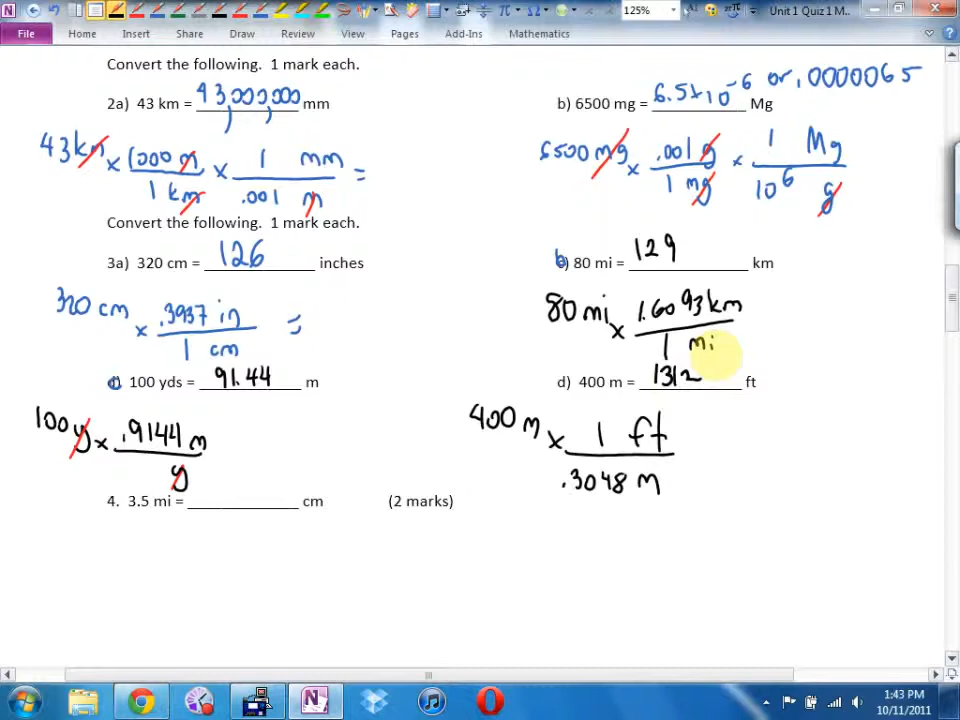 125%
Unit 1 Quiz 1 M..
File Home Insert Share Draw Review View Pages Add-Ins Mathematics
Convert the following. 1 mark each.
2a) 43 km = 43,000,000 mm
b) 6500 mg = 6.5x10⁻⁶ or .0000065 Mg
43 km x 1000 m / 1 km x 1 mm / .001 m =
6500 mg x .001 g / 1 mg x 1 Mg / 10⁶ g
Convert the following. 1 mark each.
3a) 320 cm = 126 inches
b) 80 mi = 129 km
320 cm x .3937 in / 1 cm =
80 mi x 1.6093 km / 1 mi
c) 100 yds = 91.44 m
d) 400 m = 1312 ft
100 y x .9144 m / y
400 m x 1 ft / .3048 m
4. 3.5 mi = ____________ cm (2 marks)
1:43 PM
10/11/2011